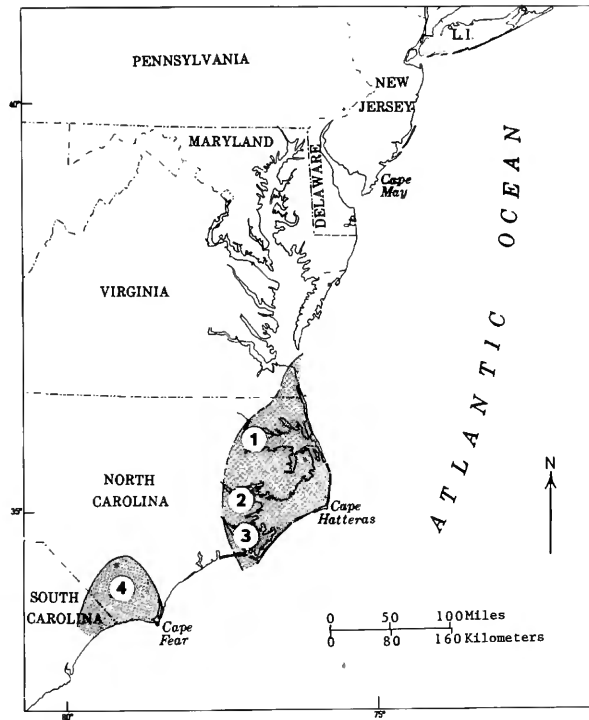 L.I.
PENNSYLVANIA
NEW
JERSEY
40°
MARYLAND
DELAWARE
Cape
May
ATLANTIC OCEAN
VIRGINIA
1
N
NORTH
CAROLINA
2
35°
Cape
Hatteras
3
4
SOUTH
CAROLINA
Cape
Fear
0 50 100 Miles
0 80 160 Kilometers
80°
75°